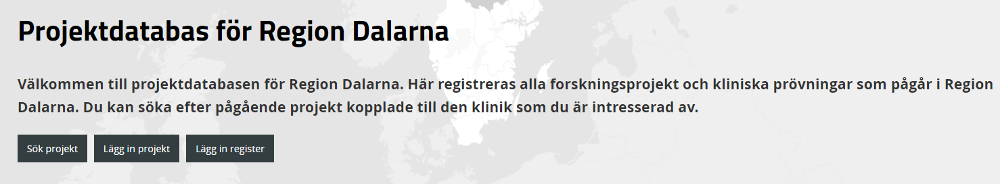 Projektdatabas för Region Dalarna
Välkommen till projektdatabasen för Region Dalarna. Här registreras alla forskningsprojekt och kliniska prövningar som pågår i Region
Dalarna. Du kan söka efter pågående projekt kopplade till den klinik som du är intresserad av.
Sök projekt Lägg in projekt Lägg in register